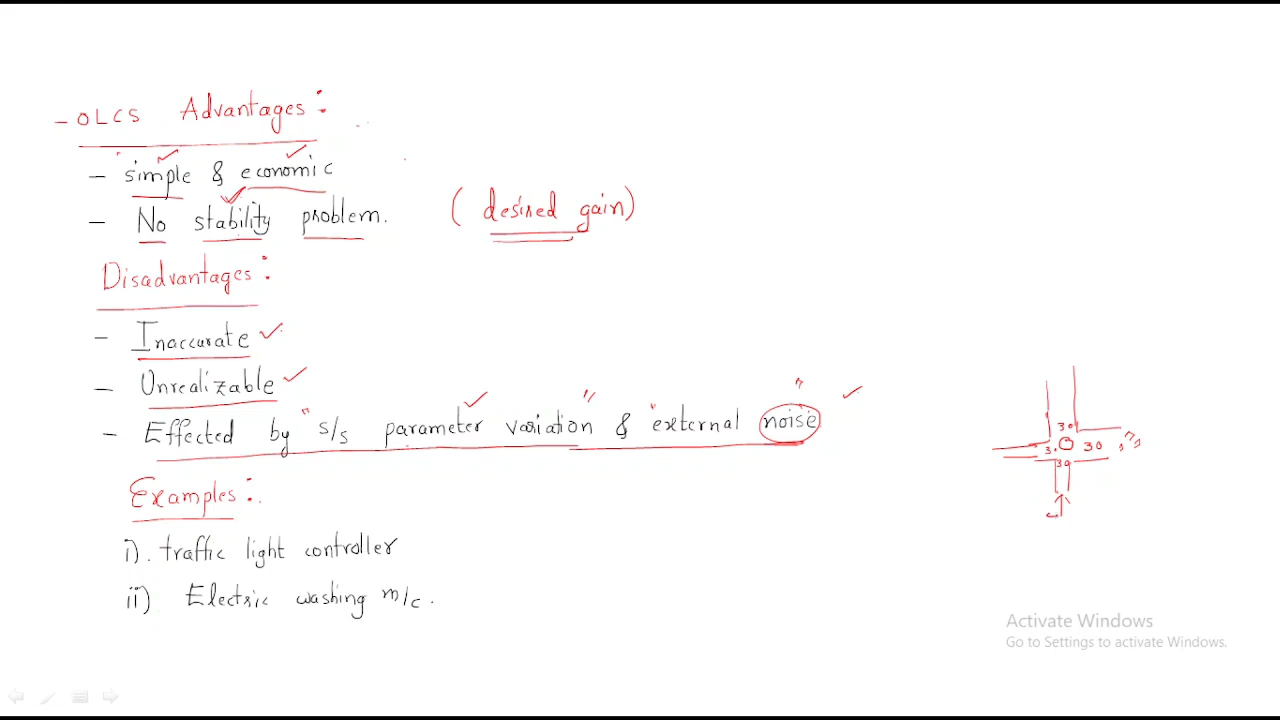 - OLCS Advantages:
- simple & economic
- No stability problem. (desired gain)
Disadvantages:
- Inaccurate
- Unrealizable
- Effected by "s/s parameter variation" & "external noise"
Examples:
i). traffic light controller
ii) Electric washing m/c.
30
30 30
30
Activate Windows
Go to Settings to activate Windows.